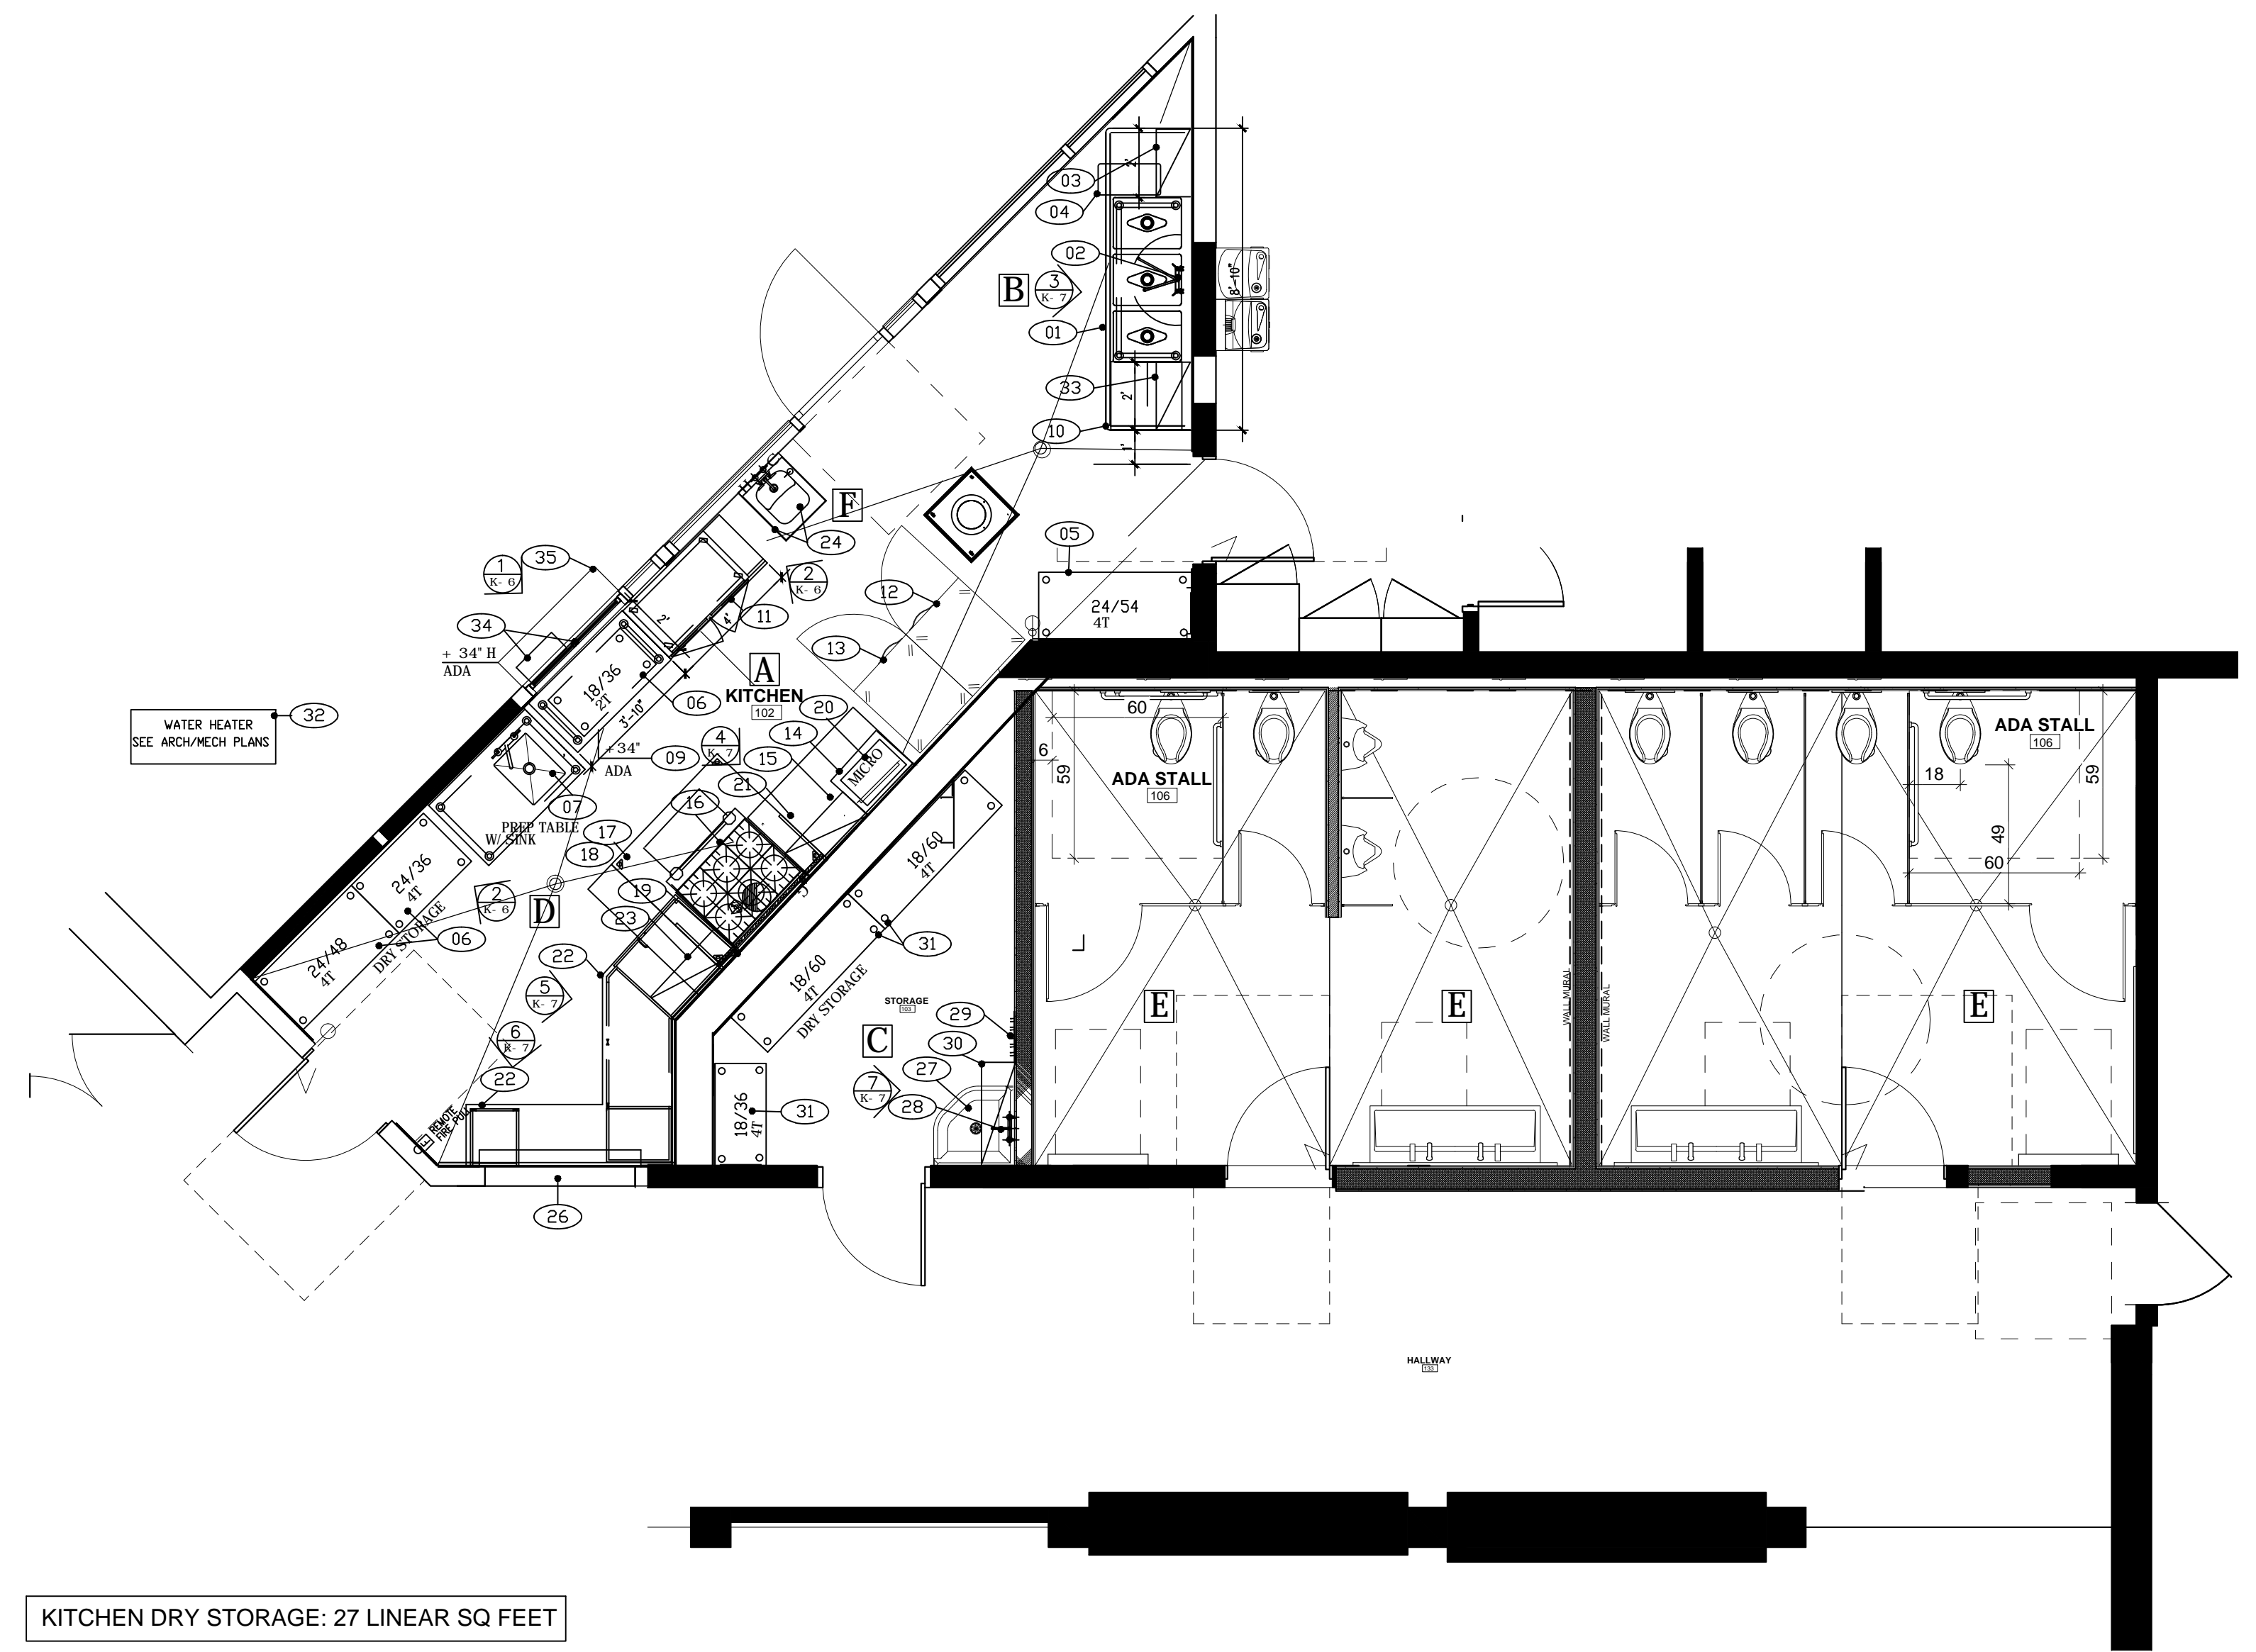 03
2'
04
02
B
3
K- 7
8'-10"
01
33
2'
10
1'
F
24
05
24/54
4T
35
1
K- 6
2
K- 6
12
11
4'
2'
34
13
+ 34" H
ADA
A
KITCHEN
102
18/36
2T
06
3'-10"
20
14
MICRO
32
WATER HEATER
SEE ARCH/MECH PLANS
+34"
ADA
09
4
K- 7
15
21
16
07
PREP TABLE
W/ SINK
17
18
19
23
24/36
4T
24/48
4T
DRY STORAGE
06
2
K- 6
D
22
5
K- 7
6
K- 7
22
REMOTE
FIRE PULL
26
18/60
4T
31
18/60
4T
DRY STORAGE
STORAGE
103
C
29
30
27
28
7
K- 7
18/36
4T
31
60
6
59
ADA STALL
106
E
E
WALL MURAL
WALL MURAL
ADA STALL
106
18
59
49
60
E
HALLWAY
133
KITCHEN DRY STORAGE: 27 LINEAR SQ FEET